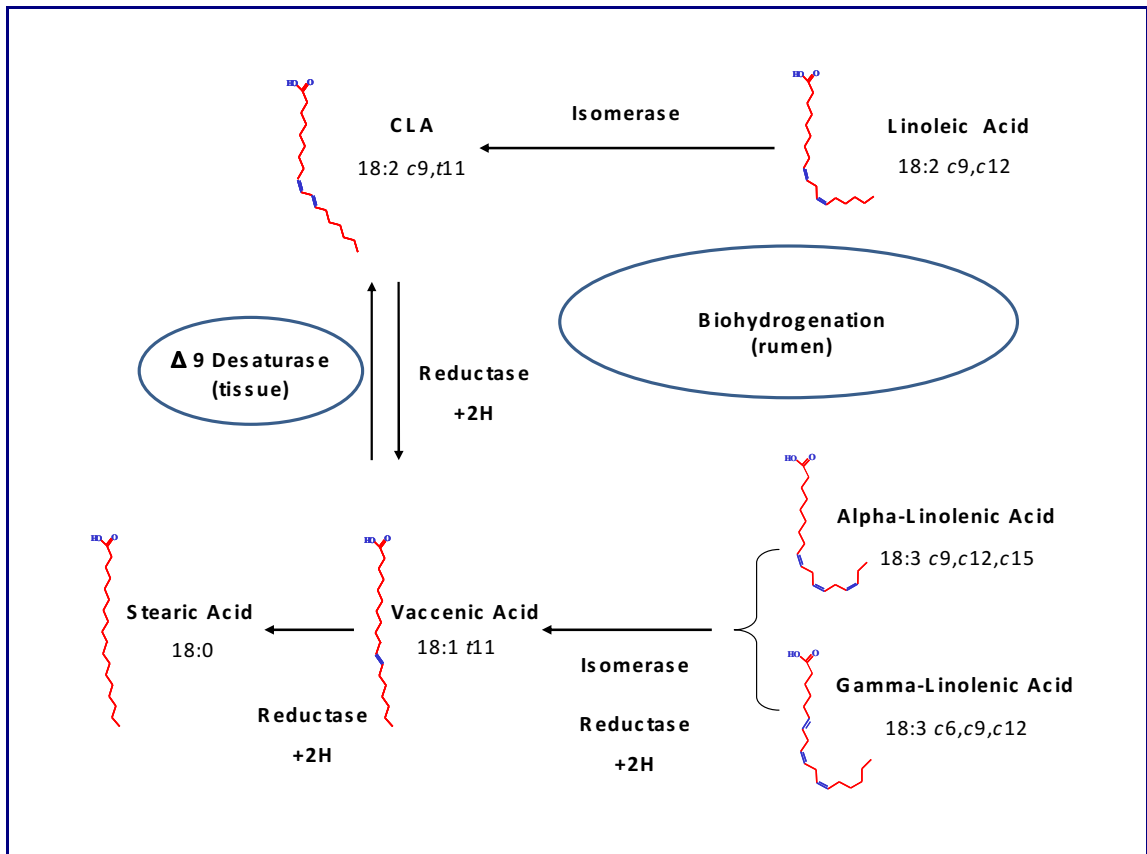 HO O
HO O
Isomerase
CLA
Linoleic Acid
18:2 c9,t11
18:2 c9,c12
Biohydrogenation
(rumen)
Δ 9 Desaturase
(tissue)
Reductase
+2H
HO O
Alpha-Linolenic Acid
18:3 c9,c12,c15
HO O
HO O
Stearic Acid
18:0
Vaccenic Acid
18:1 t11
Isomerase
Reductase
+2H
Reductase
+2H
HO O
Gamma-Linolenic Acid
18:3 c6,c9,c12